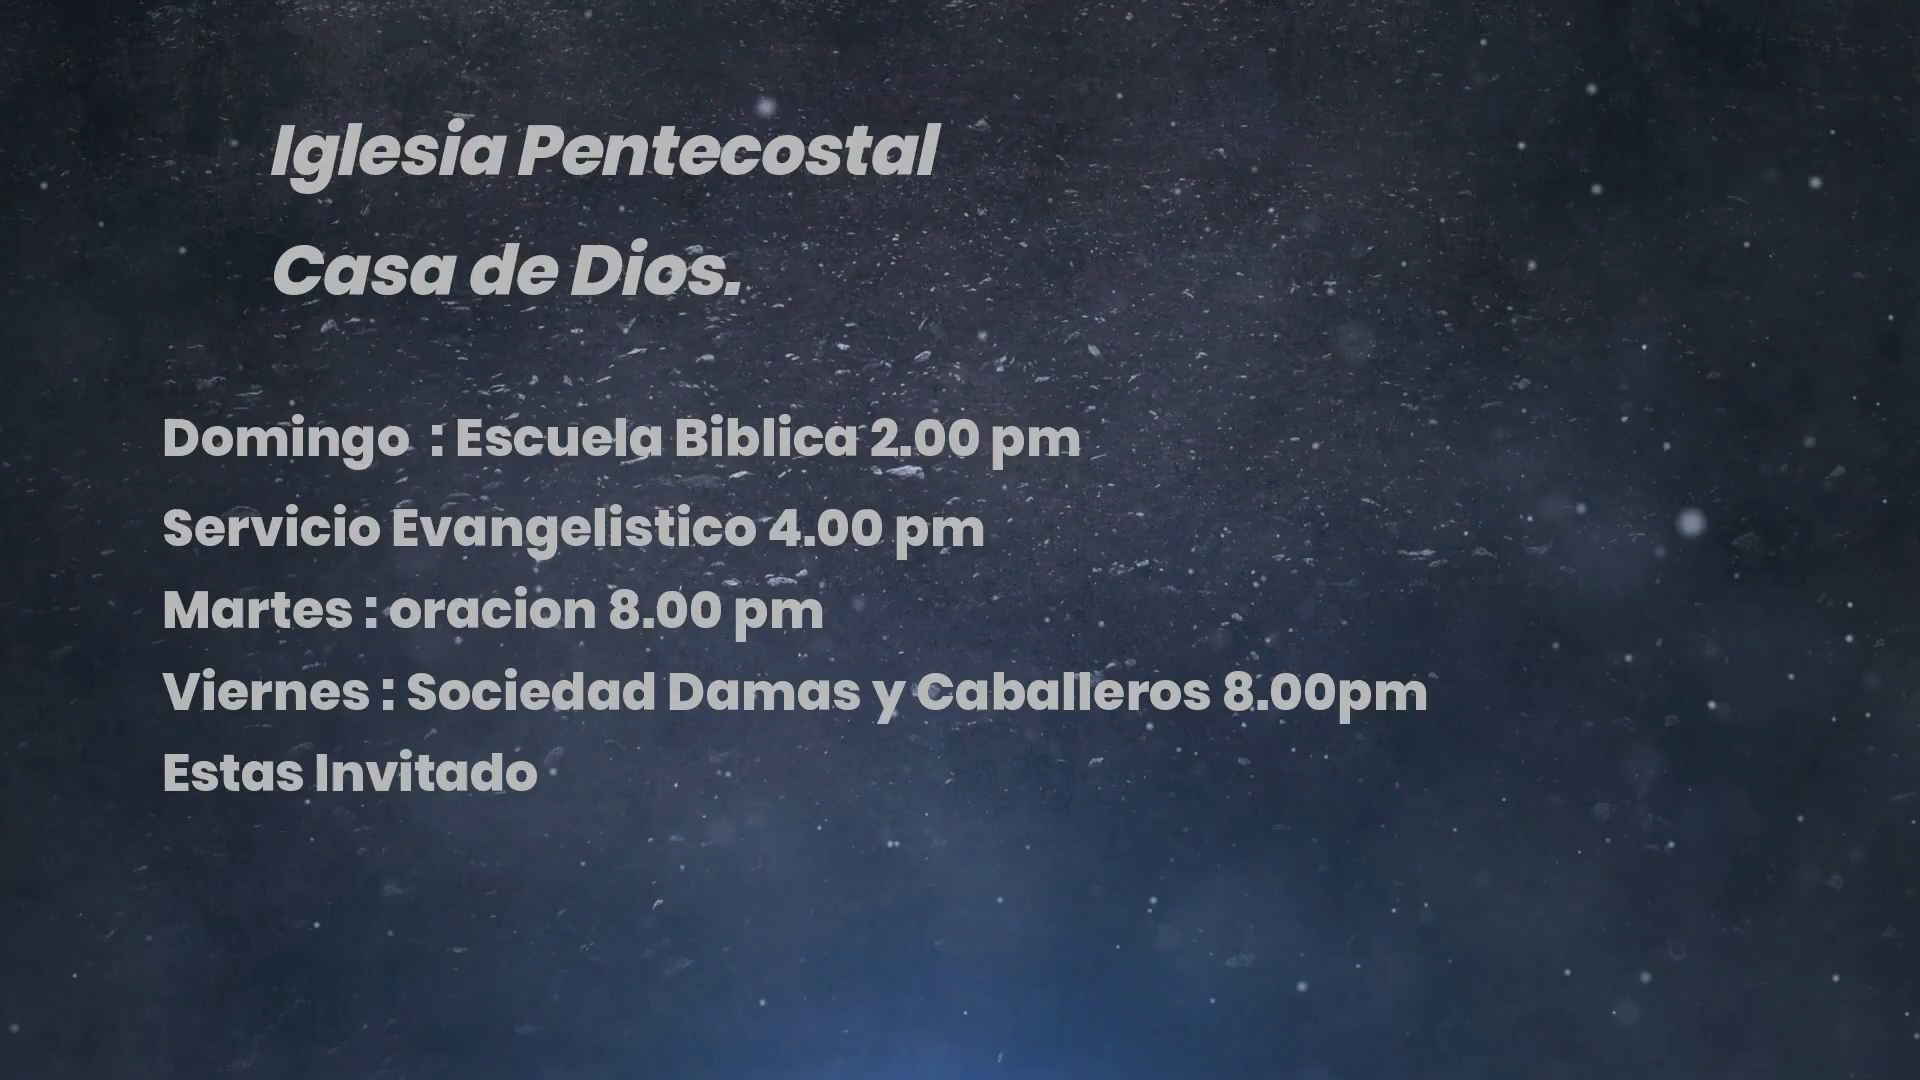 Iglesia Pentecostal
Casa de Dios.
Domingo : Escuela Biblica 2.00 pm
Servicio Evangelistico 4.00 pm
Martes : oracion 8.00 pm
Viernes : Sociedad Damas y Caballeros 8.00pm
Estas Invitado